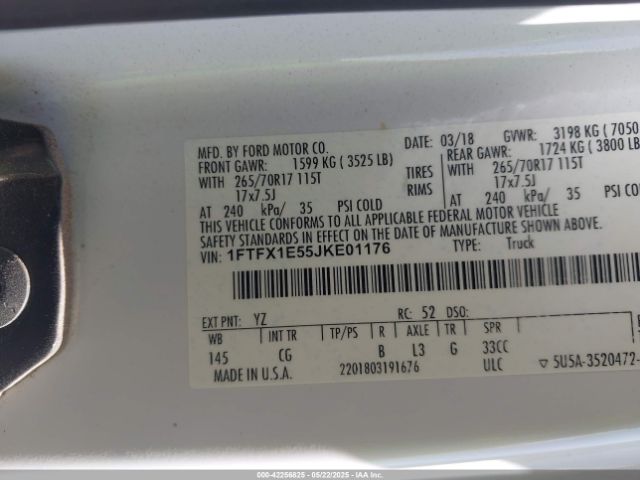 MFD. BY FORD MOTOR CO. DATE: 03/18 GVWR: 3198 KG ( 7050
FRONT GAWR: 1599 KG ( 3525 LB) REAR GAWR: 1724 KG ( 3800 LB
WITH 265/70R17 115T TIRES WITH 265/70R17 115T
17x7.5J RIMS 17x7.5J
AT 240 kPa/ 35 PSI COLD AT 240 kPa/ 35 PSI COLD
THIS VEHICLE CONFORMS TO ALL APPLICABLE FEDERAL MOTOR VEHICLE
SAFETY STANDARDS IN EFFECT ON THE DATE OF MANUFACTURE SHOWN ABOVE.
VIN: 1FTFX1E55JKE01176 TYPE: Truck
EXT PNT: YZ RC: 52 DSO:
WB INT TR TP/PS R AXLE TR SPR
145 CG B L3 G 33CC
MADE IN U.S.A. 2201803191676 ULC ▽ 5U5A-3520472-
000-42256825 - 05/22/2025 - IAAI.COM